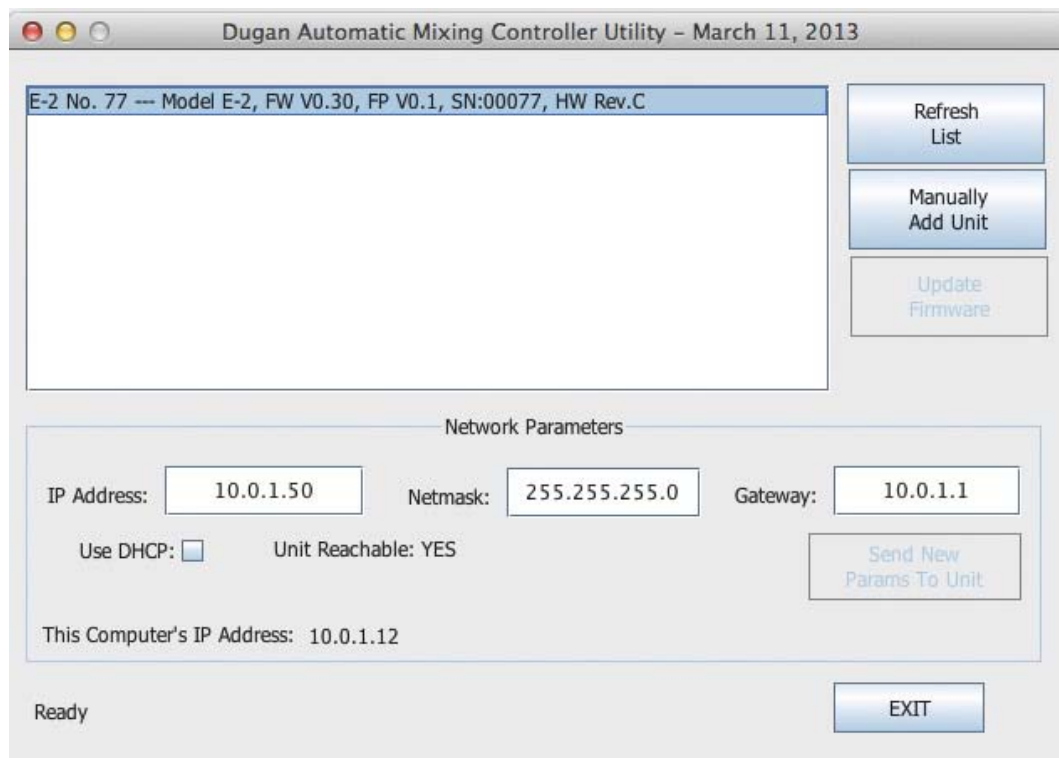 Dugan Automatic Mixing Controller Utility – March 11, 2013
E-2 No. 77 --- Model E-2, FW V0.30, FP V0.1, SN:00077, HW Rev.C
Refresh
List
Manually
Add Unit
Update
Firmware
Network Parameters
IP Address: 10.0.1.50 Netmask: 255.255.255.0 Gateway: 10.0.1.1
Use DHCP: Unit Reachable: YES
Send New
Params To Unit
This Computer's IP Address: 10.0.1.12
Ready
EXIT